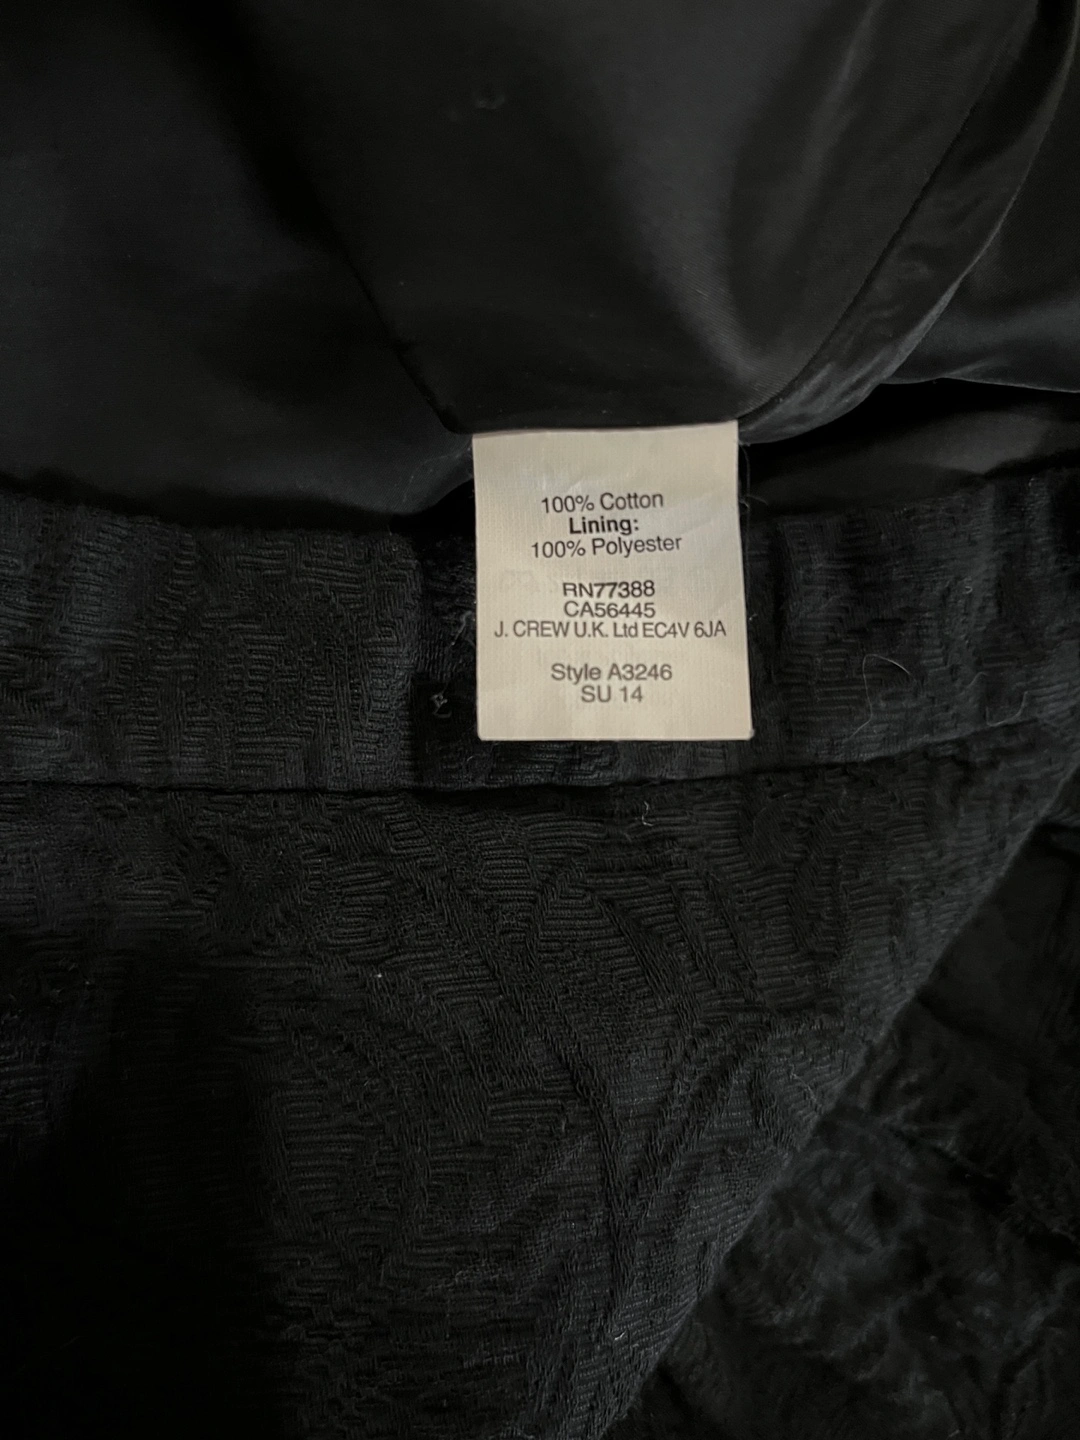 100% Cotton
Lining:
100% Polyester
RN77388
CA56445
J. CREW U.K. Ltd EC4V 6JA
Style A3246
SU 14